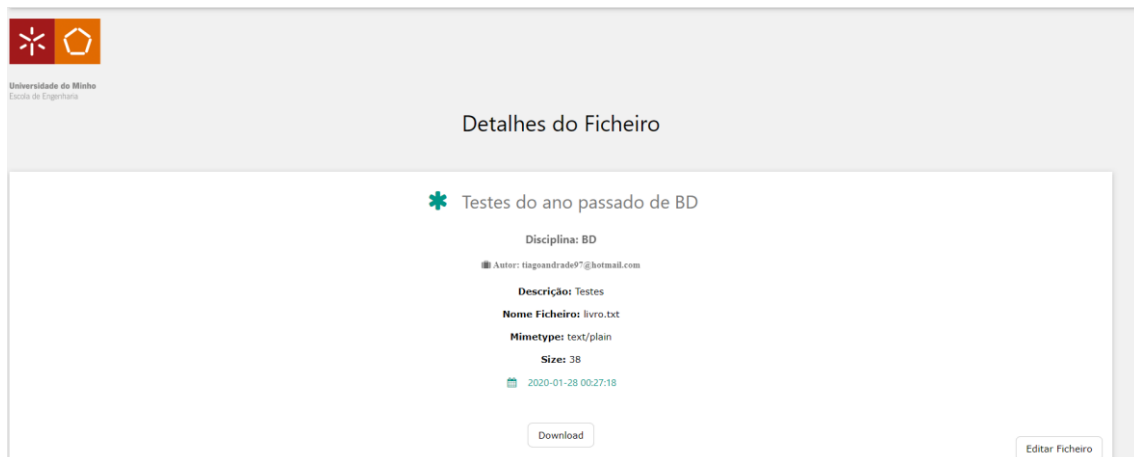 Universidade do Minho
Escola de Engenharia
Detalhes do Ficheiro
Testes do ano passado de BD
Disciplina: BD
Autor: tiagoandrade97@hotmail.com
Descrição: Testes
Nome Ficheiro: livro.txt
Mimetype: text/plain
Size: 38
2020-01-28 00:27:18
Download
Editar Ficheiro